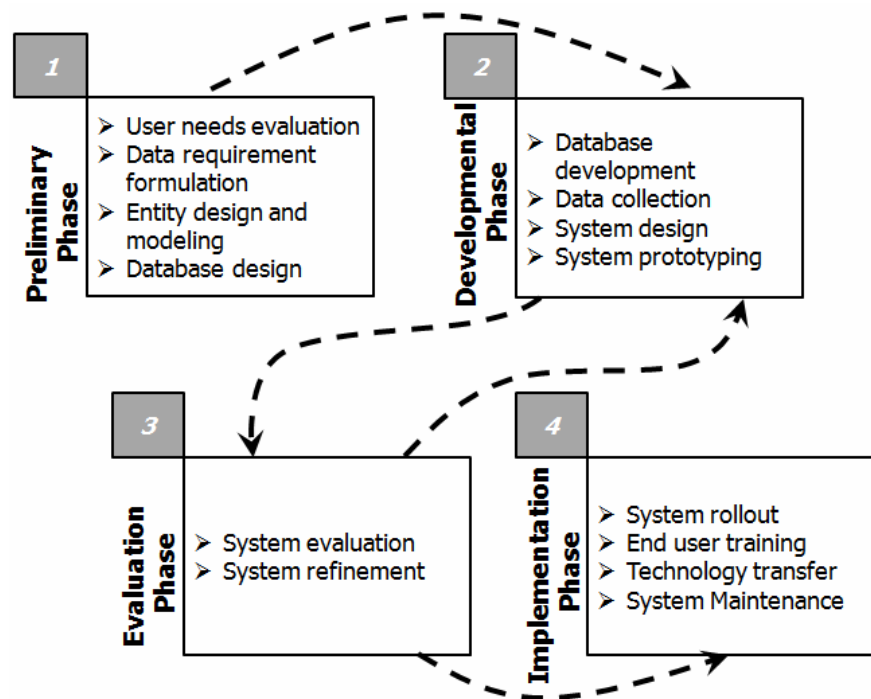 1
Preliminary
Phase
➢ User needs evaluation
➢ Data requirement
formulation
➢ Entity design and
modeling
➢ Database design
2
Developmental
Phase
➢ Database
development
➢ Data collection
➢ System design
➢ System prototyping
3
Evaluation
Phase
➢ System evaluation
➢ System refinement
4
Implementation
Phase
➢ System rollout
➢ End user training
➢ Technology transfer
➢ System Maintenance